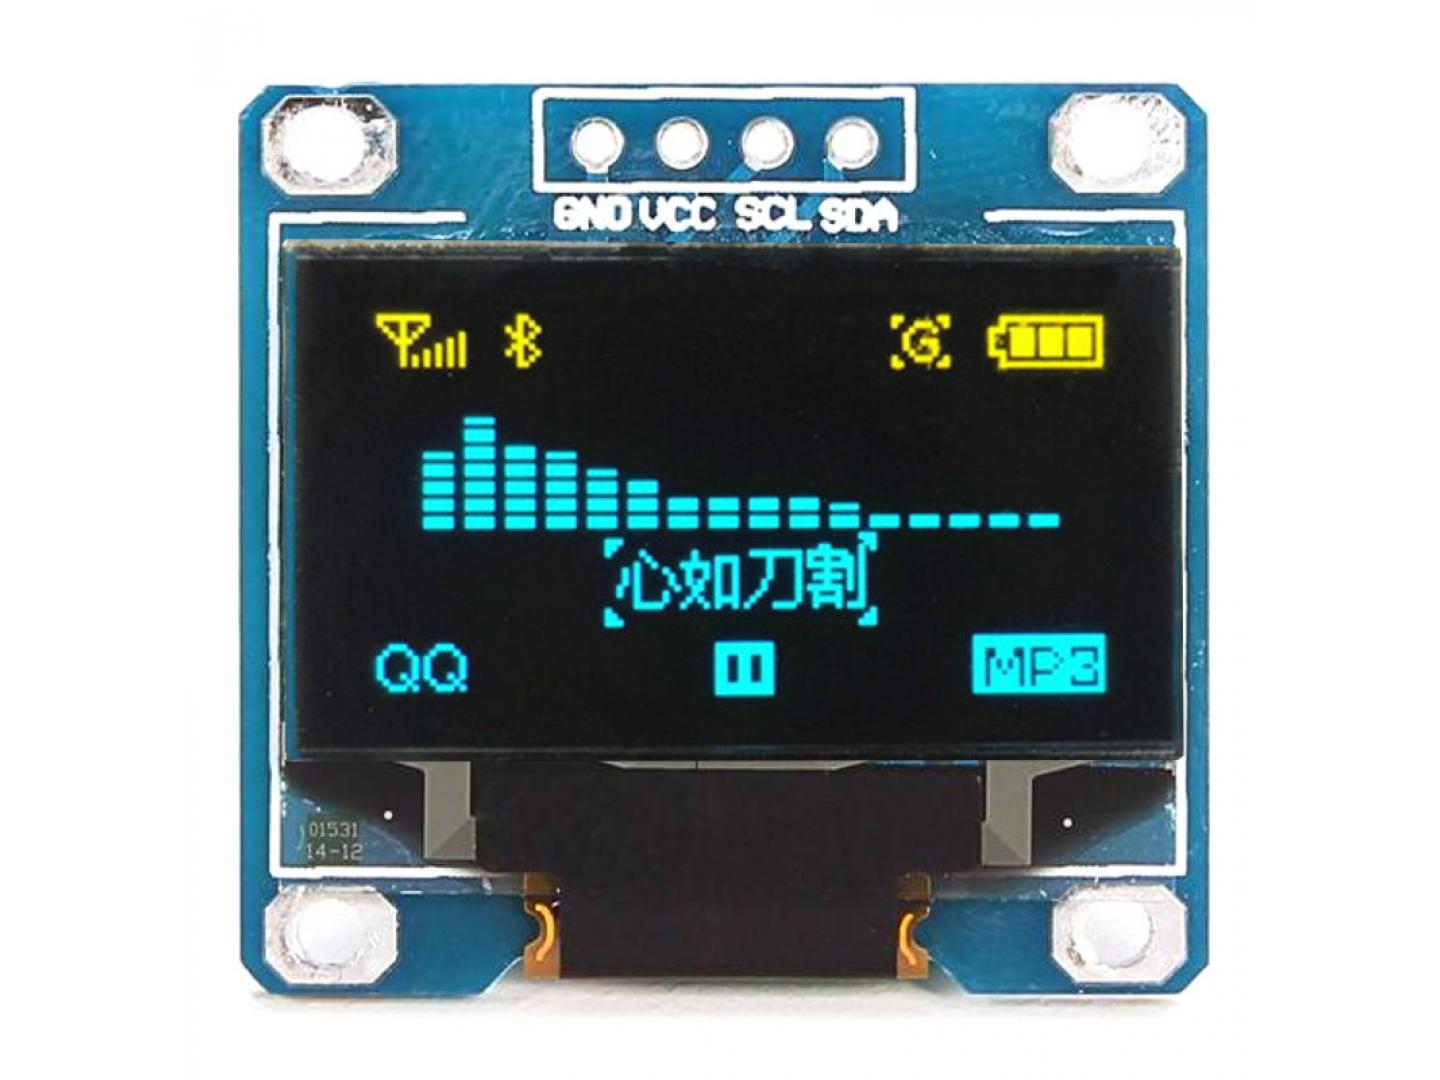 GND VCC SCL SDA
G
心如刀割
QQ
MP3
01531
14-12